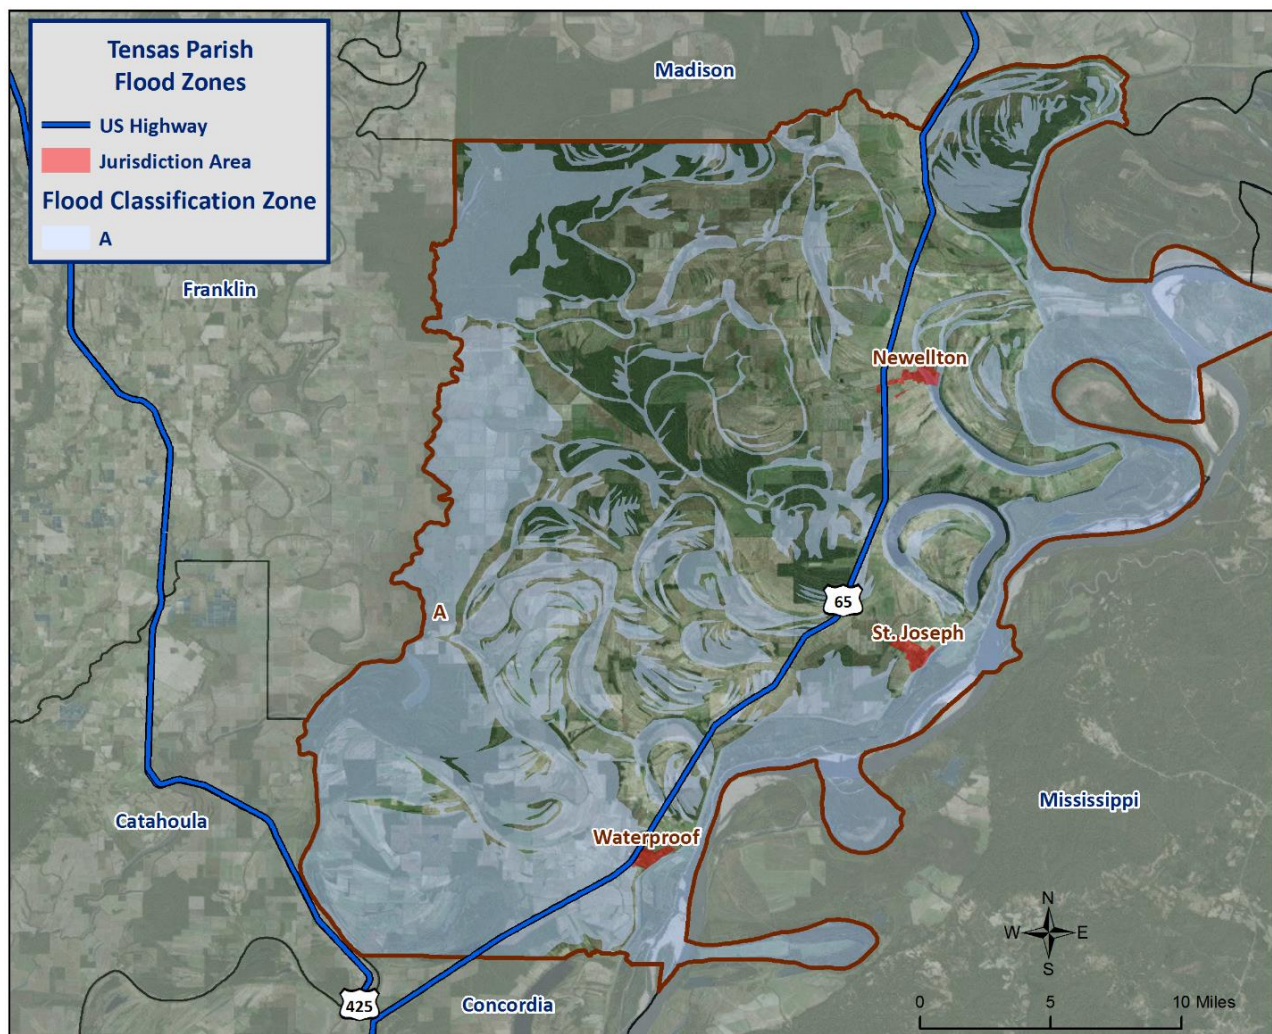 Tensas Parish
Flood Zones
US Highway
Jurisdiction Area
Flood Classification Zone
A
Madison
Franklin
Newellton
A
65
St. Joseph
Mississippi
Catahoula
Waterproof
N
W E
S
425
Concordia
0 5 10 Miles